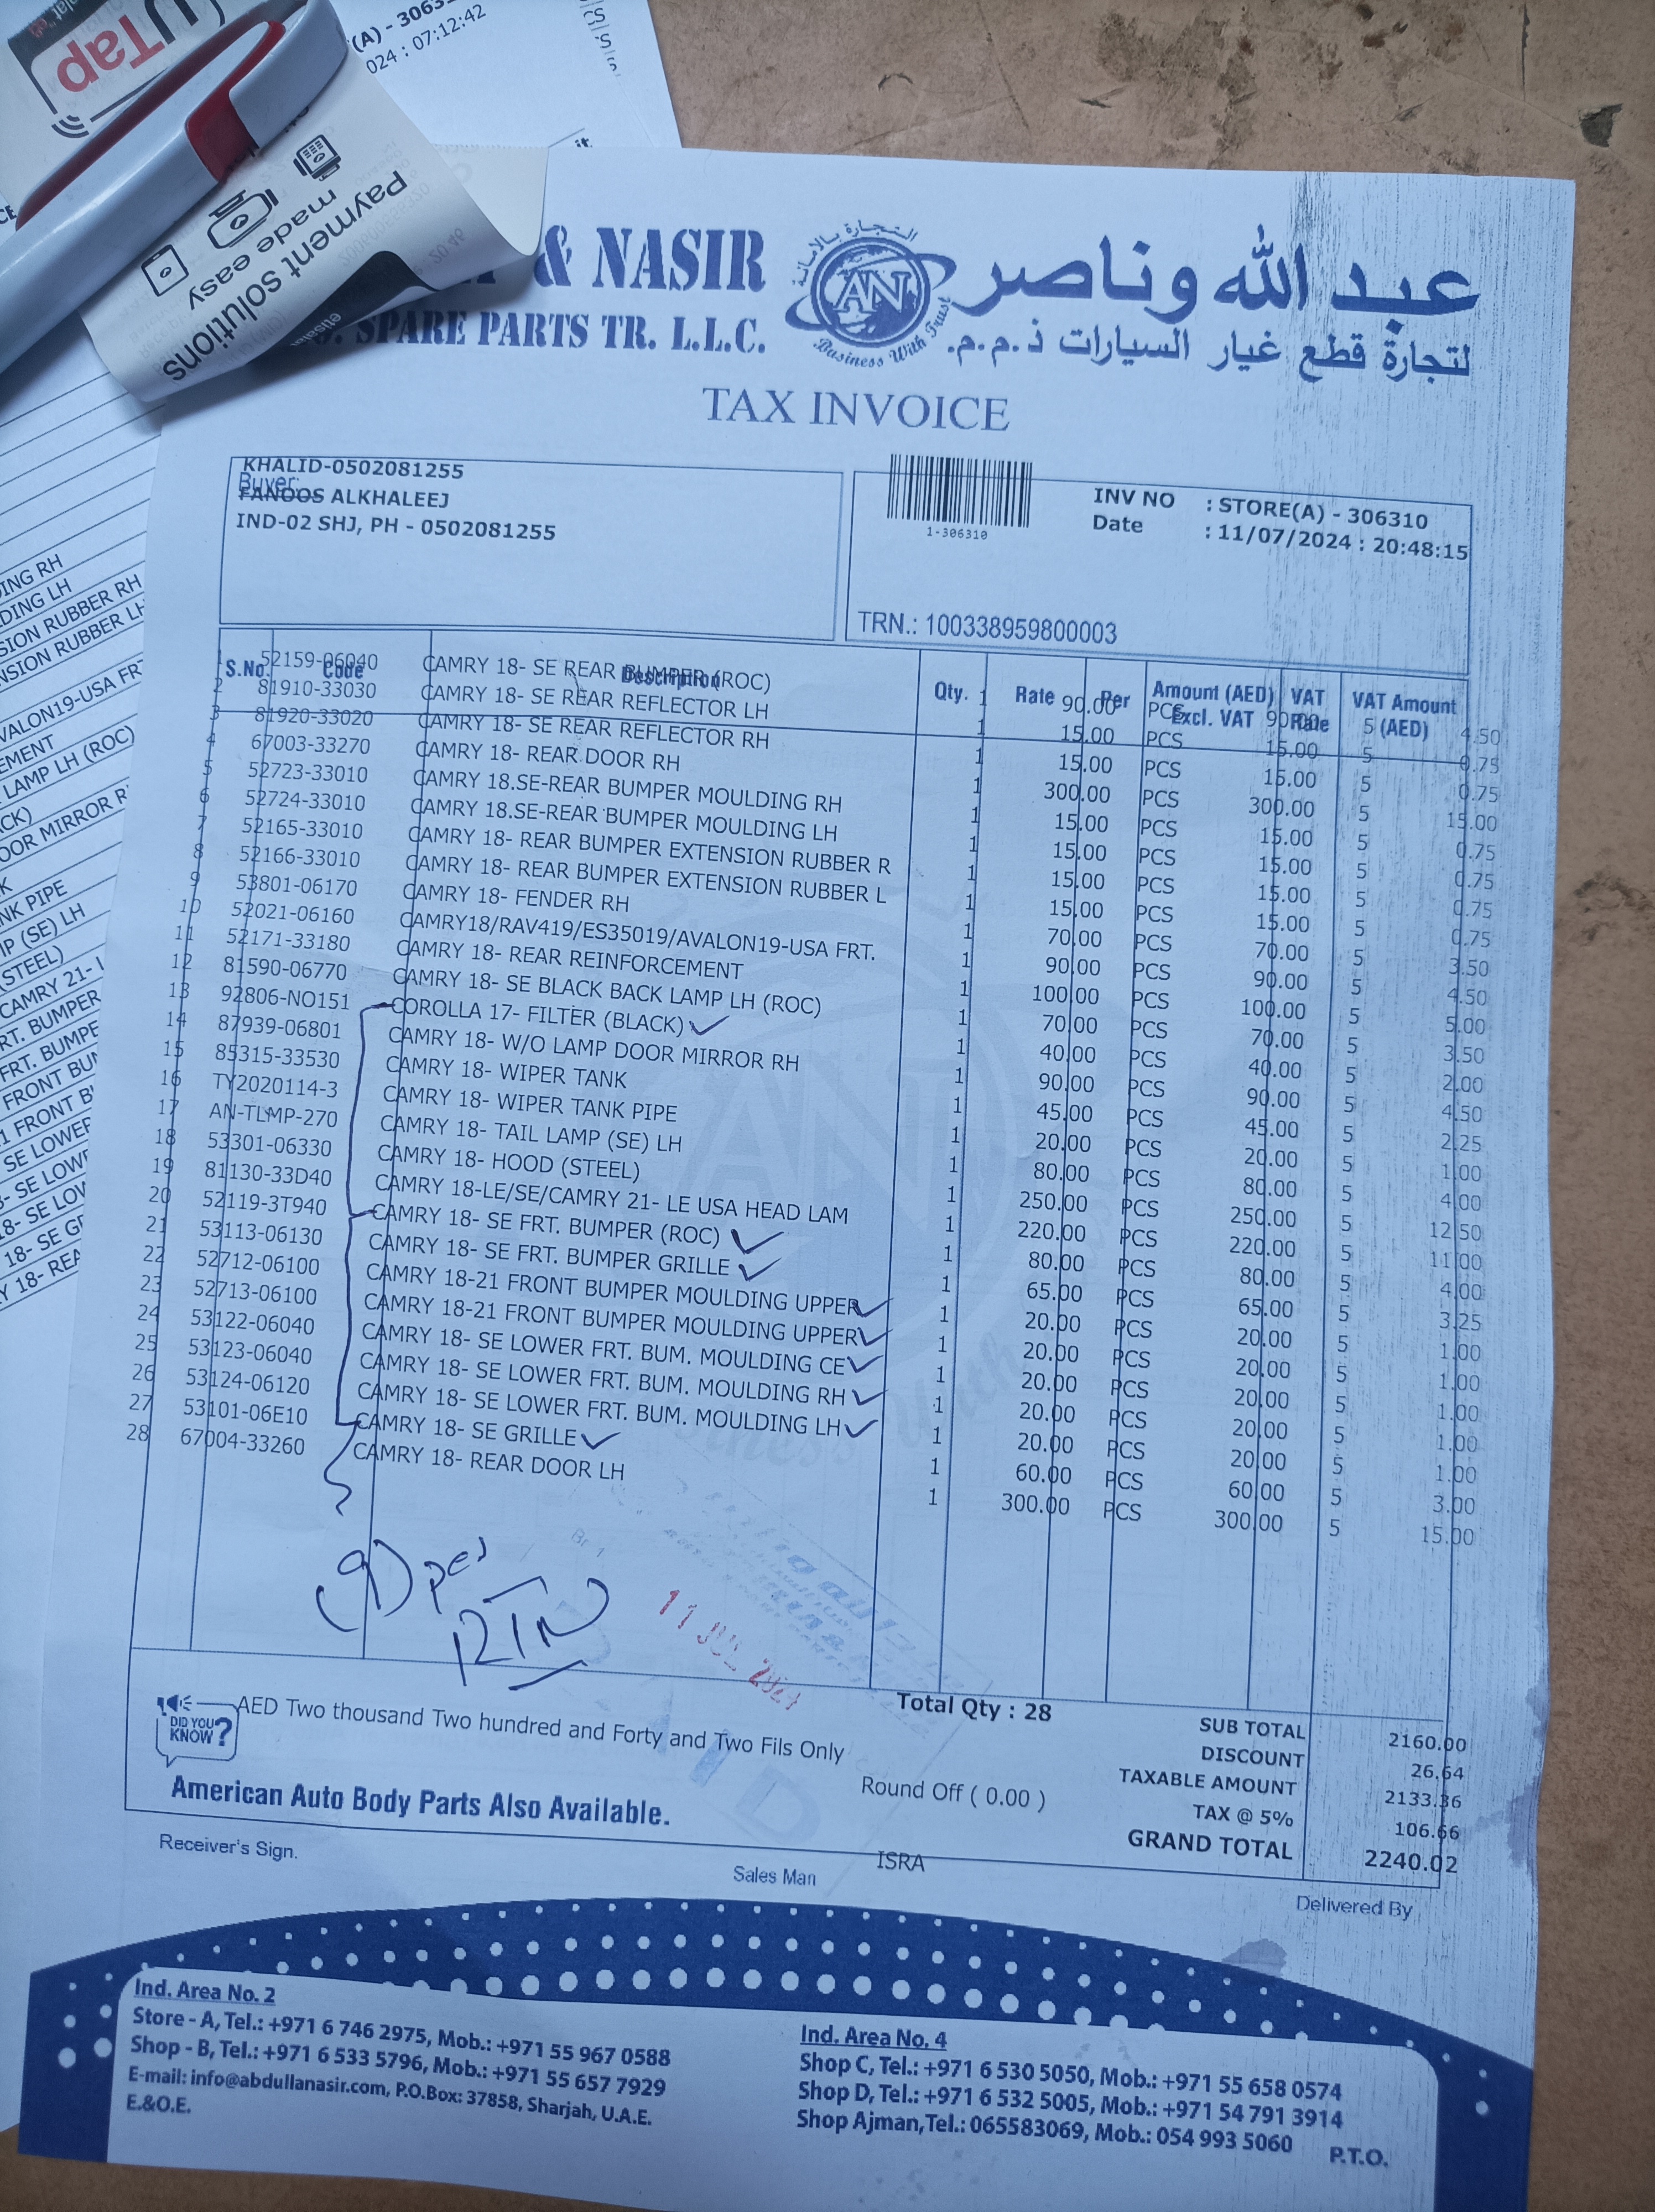 UTap
Payment solutions
made easy
024 : 07:12:42
& NASIR
SPARE PARTS TR. L.L.C.
عبد الله وناصر
لتجارة قطع غيار السيارات ذ.م.م.
AN
Business With Trust
TAX INVOICE
KHALID-0502081255
Buyer:
FANOOS ALKHALEEJ
IND-02 SHJ, PH - 0502081255
1-306310
INV NO : STORE(A) - 306310
Date : 11/07/2024 : 20:48:15
TRN.: 100338959800003
S.No. Code Description Qty. Rate Per Amount (AED) Excl. VAT VAT Rate VAT Amount (AED)
1 52159-06040 CAMRY 18- SE REAR BUMPER (ROC) 1 90.00 PCS 90.00 5 4.50
2 81910-33030 CAMRY 18- SE REAR REFLECTOR LH 1 15.00 PCS 15.00 5 0.75
3 81920-33020 CAMRY 18- SE REAR REFLECTOR RH 1 15.00 PCS 15.00 5 0.75
4 67003-33270 CAMRY 18- REAR DOOR RH 1 300.00 PCS 300.00 5 15.00
5 52723-33010 CAMRY 18.SE-REAR BUMPER MOULDING RH 1 15.00 PCS 15.00 5 0.75
6 52724-33010 CAMRY 18.SE-REAR BUMPER MOULDING LH 1 15.00 PCS 15.00 5 0.75
7 52165-33010 CAMRY 18- REAR BUMPER EXTENSION RUBBER R 1 15.00 PCS 15.00 5 0.75
8 52166-33010 CAMRY 18- REAR BUMPER EXTENSION RUBBER L 1 15.00 PCS 15.00 5 0.75
9 53801-06170 CAMRY 18- FENDER RH 1 70.00 PCS 70.00 5 3.50
10 52021-06160 CAMRY18/RAV419/ES35019/AVALON19-USA FRT. 1 90.00 PCS 90.00 5 4.50
11 52171-33180 CAMRY 18- REAR REINFORCEMENT 1 100.00 PCS 100.00 5 5.00
12 81590-06770 CAMRY 18- SE BLACK BACK LAMP LH (ROC) 1 70.00 PCS 70.00 5 3.50
13 92806-NO151 COROLLA 17- FILTER (BLACK) 1 40.00 PCS 40.00 5 2.00
14 87939-06801 CAMRY 18- W/O LAMP DOOR MIRROR RH 1 90.00 PCS 90.00 5 4.50
15 85315-33530 CAMRY 18- WIPER TANK 1 45.00 PCS 45.00 5 2.25
16 TY2020114-3 CAMRY 18- WIPER TANK PIPE 1 20.00 PCS 20.00 5 1.00
17 AN-TLMP-270 CAMRY 18- TAIL LAMP (SE) LH 1 80.00 PCS 80.00 5 4.00
18 53301-06330 CAMRY 18- HOOD (STEEL) 1 250.00 PCS 250.00 5 12.50
19 81130-33D40 CAMRY 18-LE/SE/CAMRY 21- LE USA HEAD LAM 1 220.00 PCS 220.00 5 11.00
20 52119-3T940 CAMRY 18- SE FRT. BUMPER (ROC) 1 80.00 PCS 80.00 5 4.00
21 53113-06130 CAMRY 18- SE FRT. BUMPER GRILLE 1 65.00 PCS 65.00 5 3.25
22 52712-06100 CAMRY 18-21 FRONT BUMPER MOULDING UPPER 1 20.00 PCS 20.00 5 1.00
23 52713-06100 CAMRY 18-21 FRONT BUMPER MOULDING UPPER 1 20.00 PCS 20.00 5 1.00
24 53122-06040 CAMRY 18- SE LOWER FRT. BUM. MOULDING CE 1 20.00 PCS 20.00 5 1.00
25 53123-06040 CAMRY 18- SE LOWER FRT. BUM. MOULDING RH 1 20.00 PCS 20.00 5 1.00
26 53124-06120 CAMRY 18- SE LOWER FRT. BUM. MOULDING LH 1 20.00 PCS 20.00 5 1.00
27 53101-06E10 CAMRY 18- SE GRILLE 1 60.00 PCS 60.00 5 3.00
28 67004-33260 CAMRY 18- REAR DOOR LH 1 300.00 PCS 300.00 5 15.00
11 JUL 2024
Total Qty : 28
DID YOU KNOW?
AED Two thousand Two hundred and Forty and Two Fils Only
American Auto Body Parts Also Available.
Round Off ( 0.00 )
SUB TOTAL 2160.00
DISCOUNT 26.64
TAXABLE AMOUNT 2133.36
TAX @ 5% 106.66
GRAND TOTAL 2240.02
Receiver's Sign.
Sales Man ISRA
Delivered By
Ind. Area No. 2
Store - A, Tel.: +971 6 746 2975, Mob.: +971 55 967 0588
Shop - B, Tel.: +971 6 533 5796, Mob.: +971 55 657 7929
E-mail: info@abdullanasir.com, P.O.Box: 37858, Sharjah, U.A.E.
E.&O.E.
Ind. Area No. 4
Shop C, Tel.: +971 6 530 5050, Mob.: +971 55 658 0574
Shop D, Tel.: +971 6 532 5005, Mob.: +971 54 791 3914
Shop Ajman,Tel.: 065583069, Mob.: 054 993 5060
P.T.O.